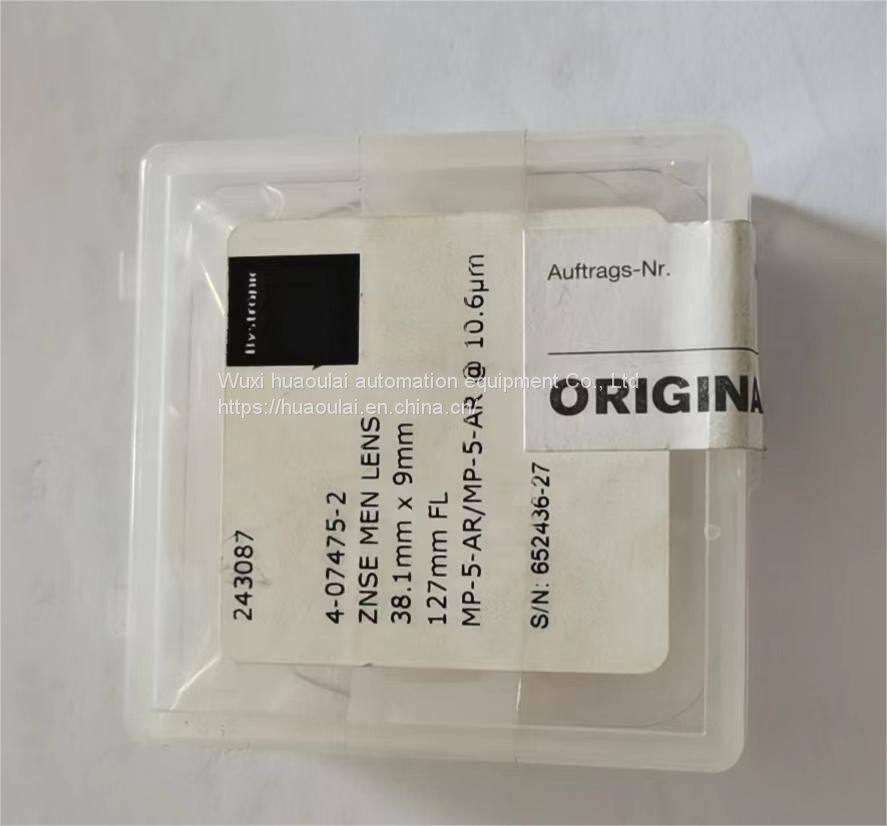 Bystronic
243087
4-07475-2
ZNSE MEN LENS
38.1mm x 9mm
127mm FL
MP-5-AR/MP-5-AR @ 10.6µm
S/N: 652436-27
Auftrags-Nr.
ORIGINA
Wuxi huaoulai automation equipment Co., Ltd
https://huaoulai.en.china.cn/